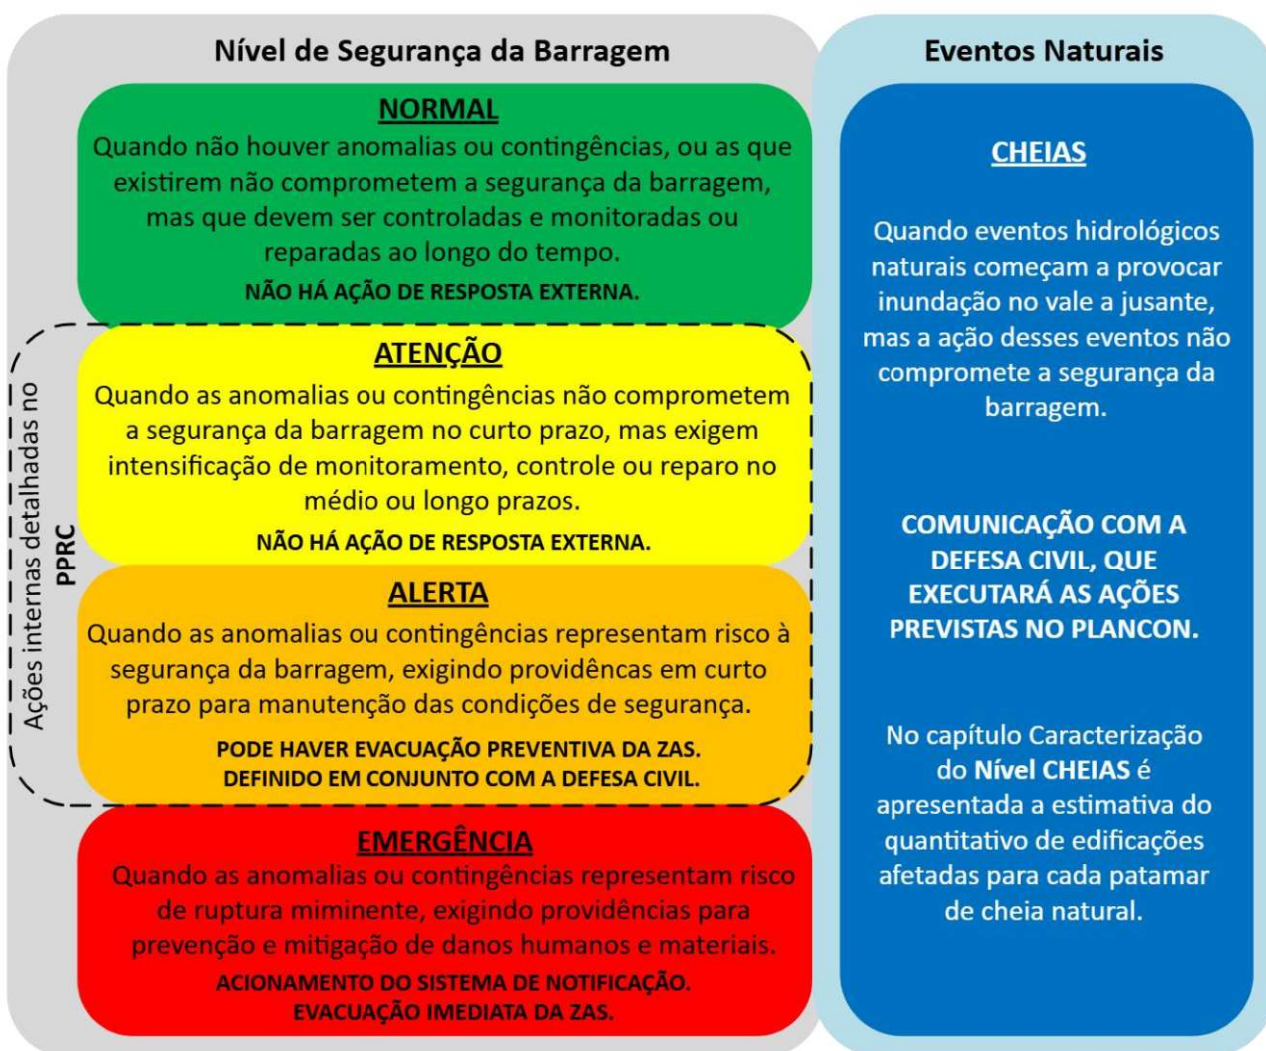 Nível de Segurança da Barragem
NORMAL
Quando não houver anomalias ou contingências, ou as que
existirem não comprometem a segurança da barragem,
mas que devem ser controladas e monitoradas ou
reparadas ao longo do tempo.
NÃO HÁ AÇÃO DE RESPOSTA EXTERNA.
Ações internas detalhadas no
PPRC
ATENÇÃO
Quando as anomalias ou contingências não comprometem
a segurança da barragem no curto prazo, mas exigem
intensificação de monitoramento, controle ou reparo no
médio ou longo prazos.
NÃO HÁ AÇÃO DE RESPOSTA EXTERNA.
ALERTA
Quando as anomalias ou contingências representam risco à
segurança da barragem, exigindo providêncas em curto
prazo para manutenção das condições de segurança.
PODE HAVER EVACUAÇÃO PREVENTIVA DA ZAS.
DEFINIDO EM CONJUNTO COM A DEFESA CIVIL.
EMERGÊNCIA
Quando as anomalias ou contingências representam risco
de ruptura miminente, exigindo providências para
prevenção e mitigação de danos humanos e materiais.
ACIONAMENTO DO SISTEMA DE NOTIFICAÇÃO.
EVACUAÇÃO IMEDIATA DA ZAS.
Eventos Naturais
CHEIAS
Quando eventos hidrológicos
naturais começam a provocar
inundação no vale a jusante,
mas a ação desses eventos não
compromete a segurança da
barragem.
COMUNICAÇÃO COM A
DEFESA CIVIL, QUE
EXECUTARÁ AS AÇÕES
PREVISTAS NO PLANCON.
No capítulo Caracterização
do Nível CHEIAS é
apresentada a estimativa do
quantitativo de edificações
afetadas para cada patamar
de cheia natural.